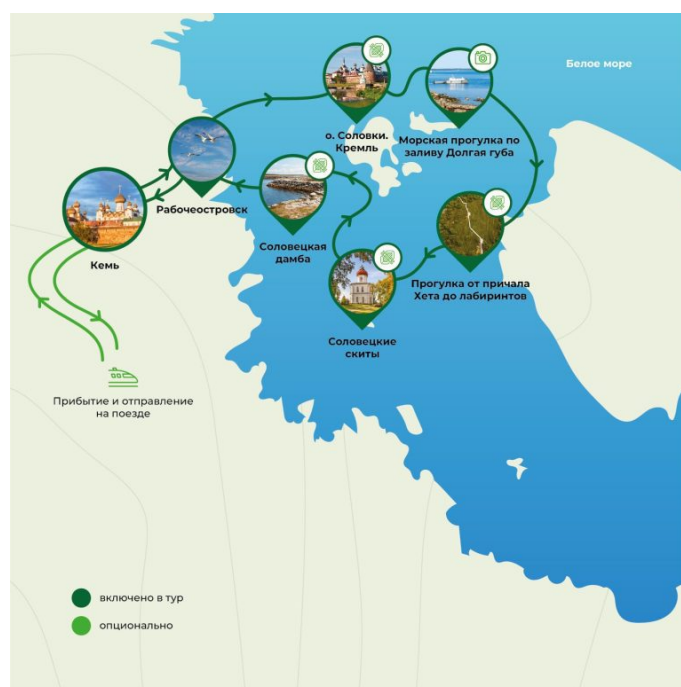 Белое море
о. Соловки.
Кремль
Морская прогулка по
заливу Долгая губа
Рабочеостровск
Соловецкая
дамба
Кемь
Прогулка от причала
Хета до лабиринтов
Соловецкие
скиты
Прибытие и отправление
на поезде
включено в тур
опционально